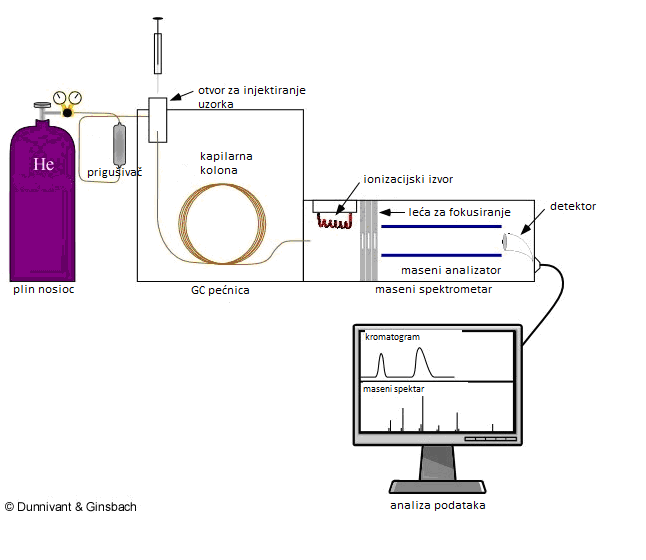 otvor za injektiranje
uzorka
He
prigušivač
kapilarna
kolona
ionizacijski izvor
leća za fokusiranje
detektor
maseni analizator
plin nosioc
GC pećnica
maseni spektrometar
kromatogram
maseni spektar
analiza podataka
© Dunnivant & Ginsbach